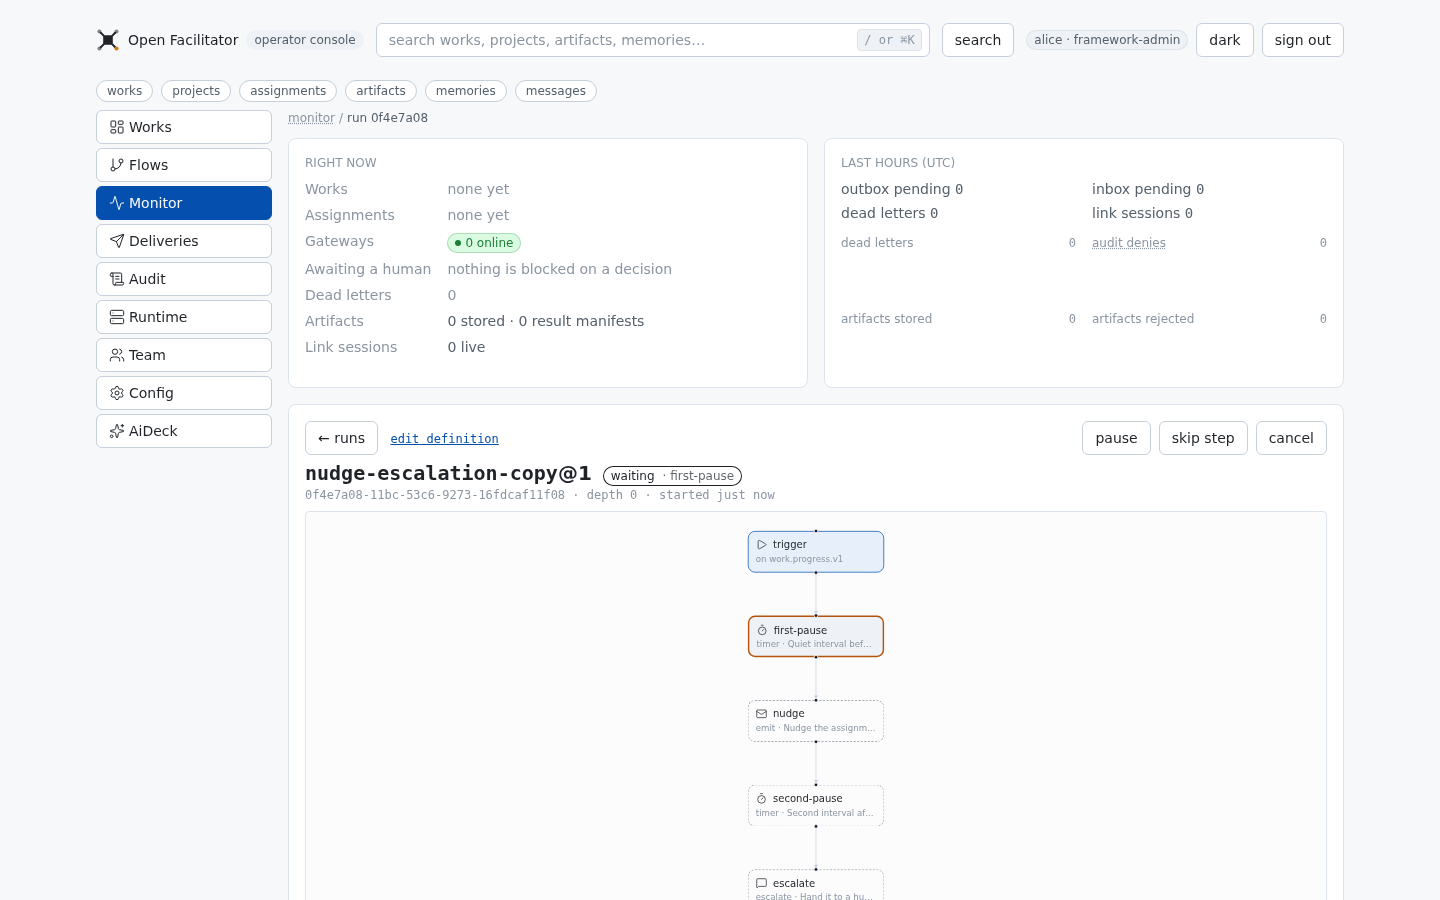 Open Facilitator operator console search works, projects, artifacts, memories... / or ⌘K search alice · framework-admin dark sign out
works projects assignments artifacts memories messages
Works
Flows
Monitor
Deliveries
Audit
Runtime
Team
Config
AiDeck
monitor / run 0f4e7a08
RIGHT NOW
Works none yet
Assignments none yet
Gateways 0 online
Awaiting a human nothing is blocked on a decision
Dead letters 0
Artifacts 0 stored · 0 result manifests
Link sessions 0 live
LAST HOURS (UTC)
outbox pending 0 inbox pending 0
dead letters 0 link sessions 0
dead letters 0 audit denies 0
artifacts stored 0 artifacts rejected 0
← runs edit definition pause skip step cancel
nudge-escalation-copy@1 waiting · first-pause
0f4e7a08-11bc-53c6-9273-16fdcaf11f08 · depth 0 · started just now
trigger
on work.progress.v1
first-pause
timer · Quiet interval bef...
nudge
emit · Nudge the assignm...
second-pause
timer · Second interval af...
escalate
escalate · Hand it to a hu...